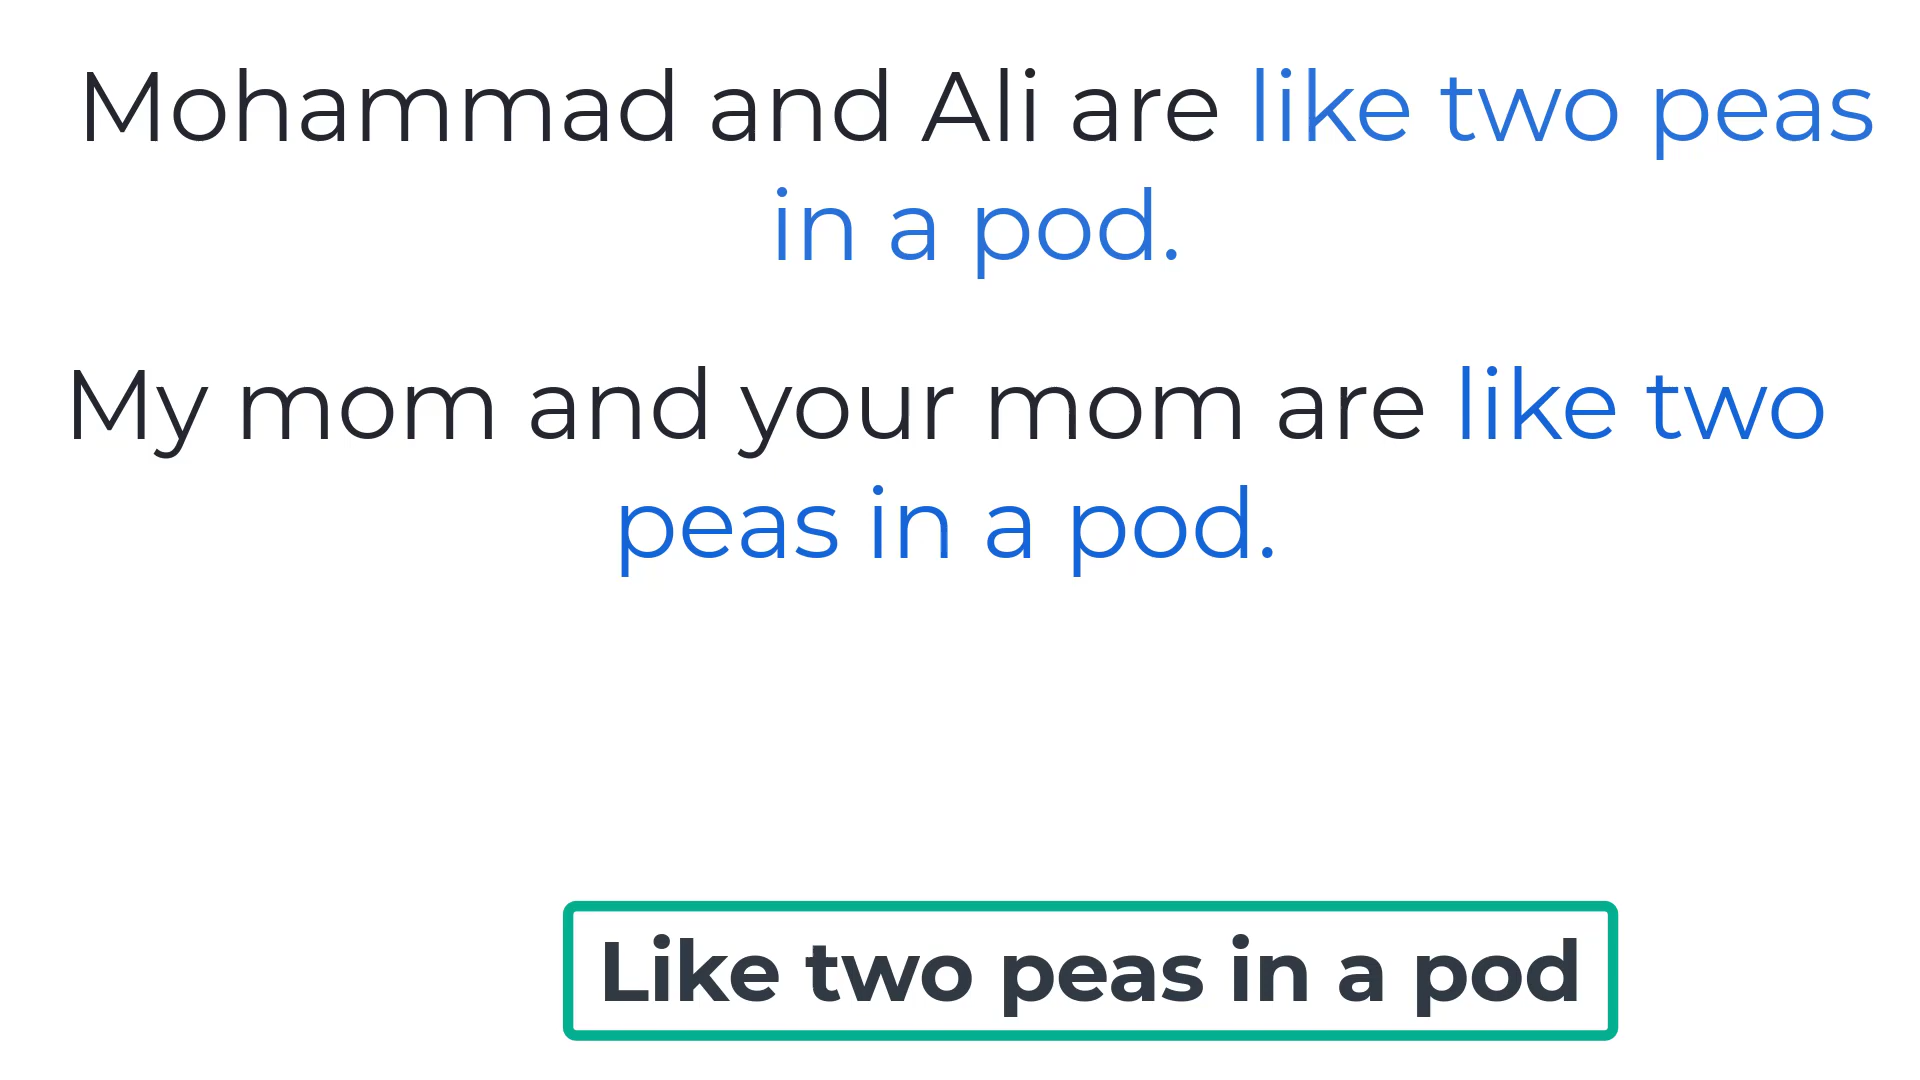 Mohammad and Ali are like two peas
in a pod.
My mom and your mom are like two
peas in a pod.
Like two peas in a pod